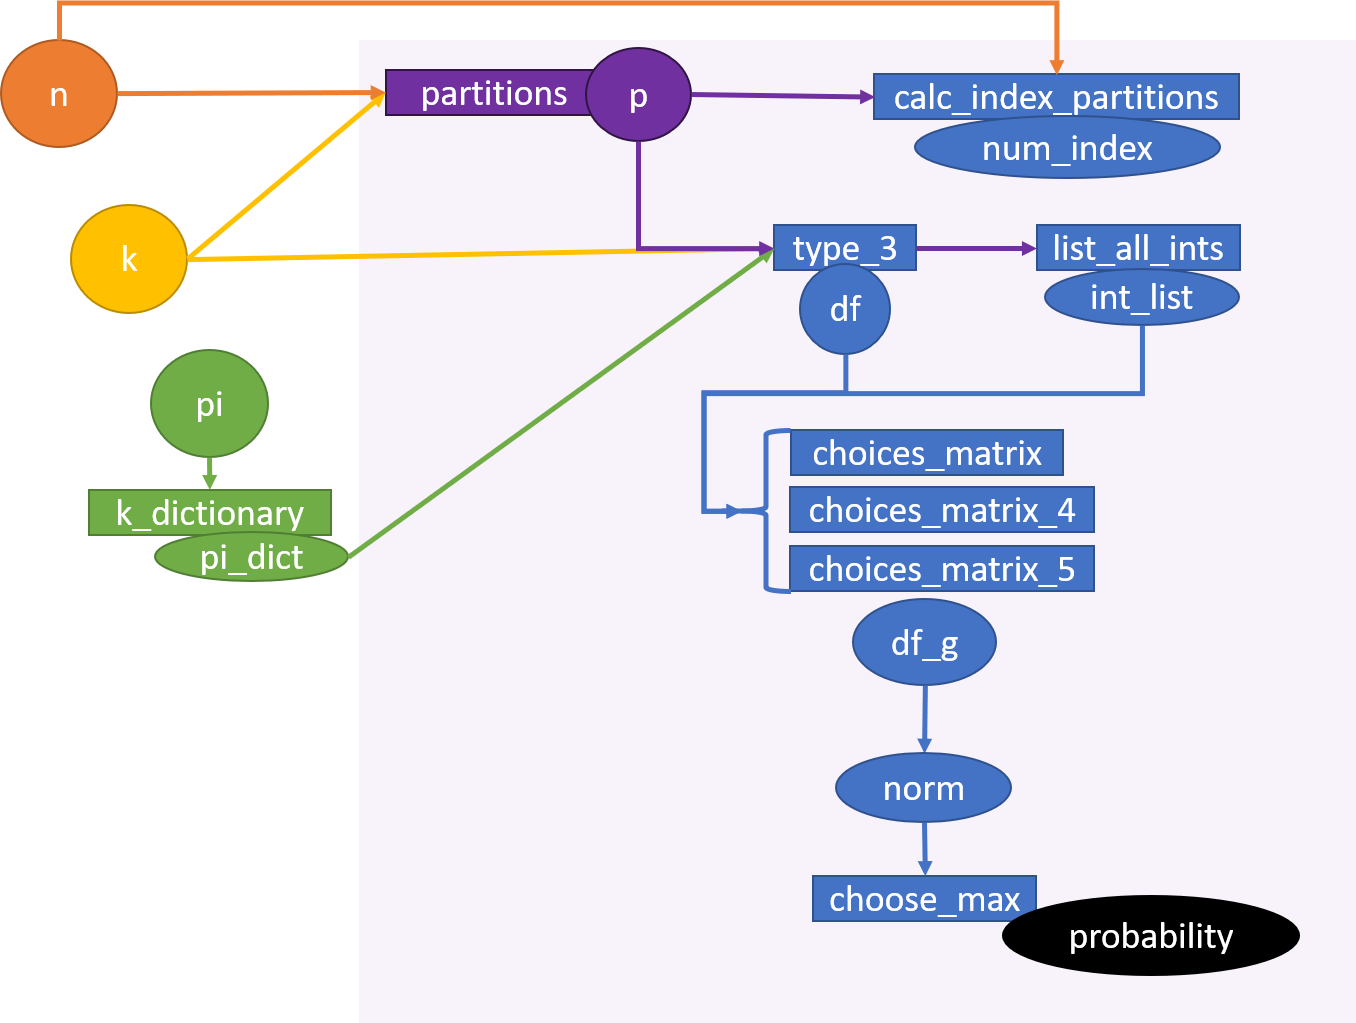 n
partitions
p
calc_index_partitions
num_index
k
type_3
list_all_ints
df
int_list
pi
choices_matrix
k_dictionary
choices_matrix_4
pi_dict
choices_matrix_5
df_g
norm
choose_max
probability